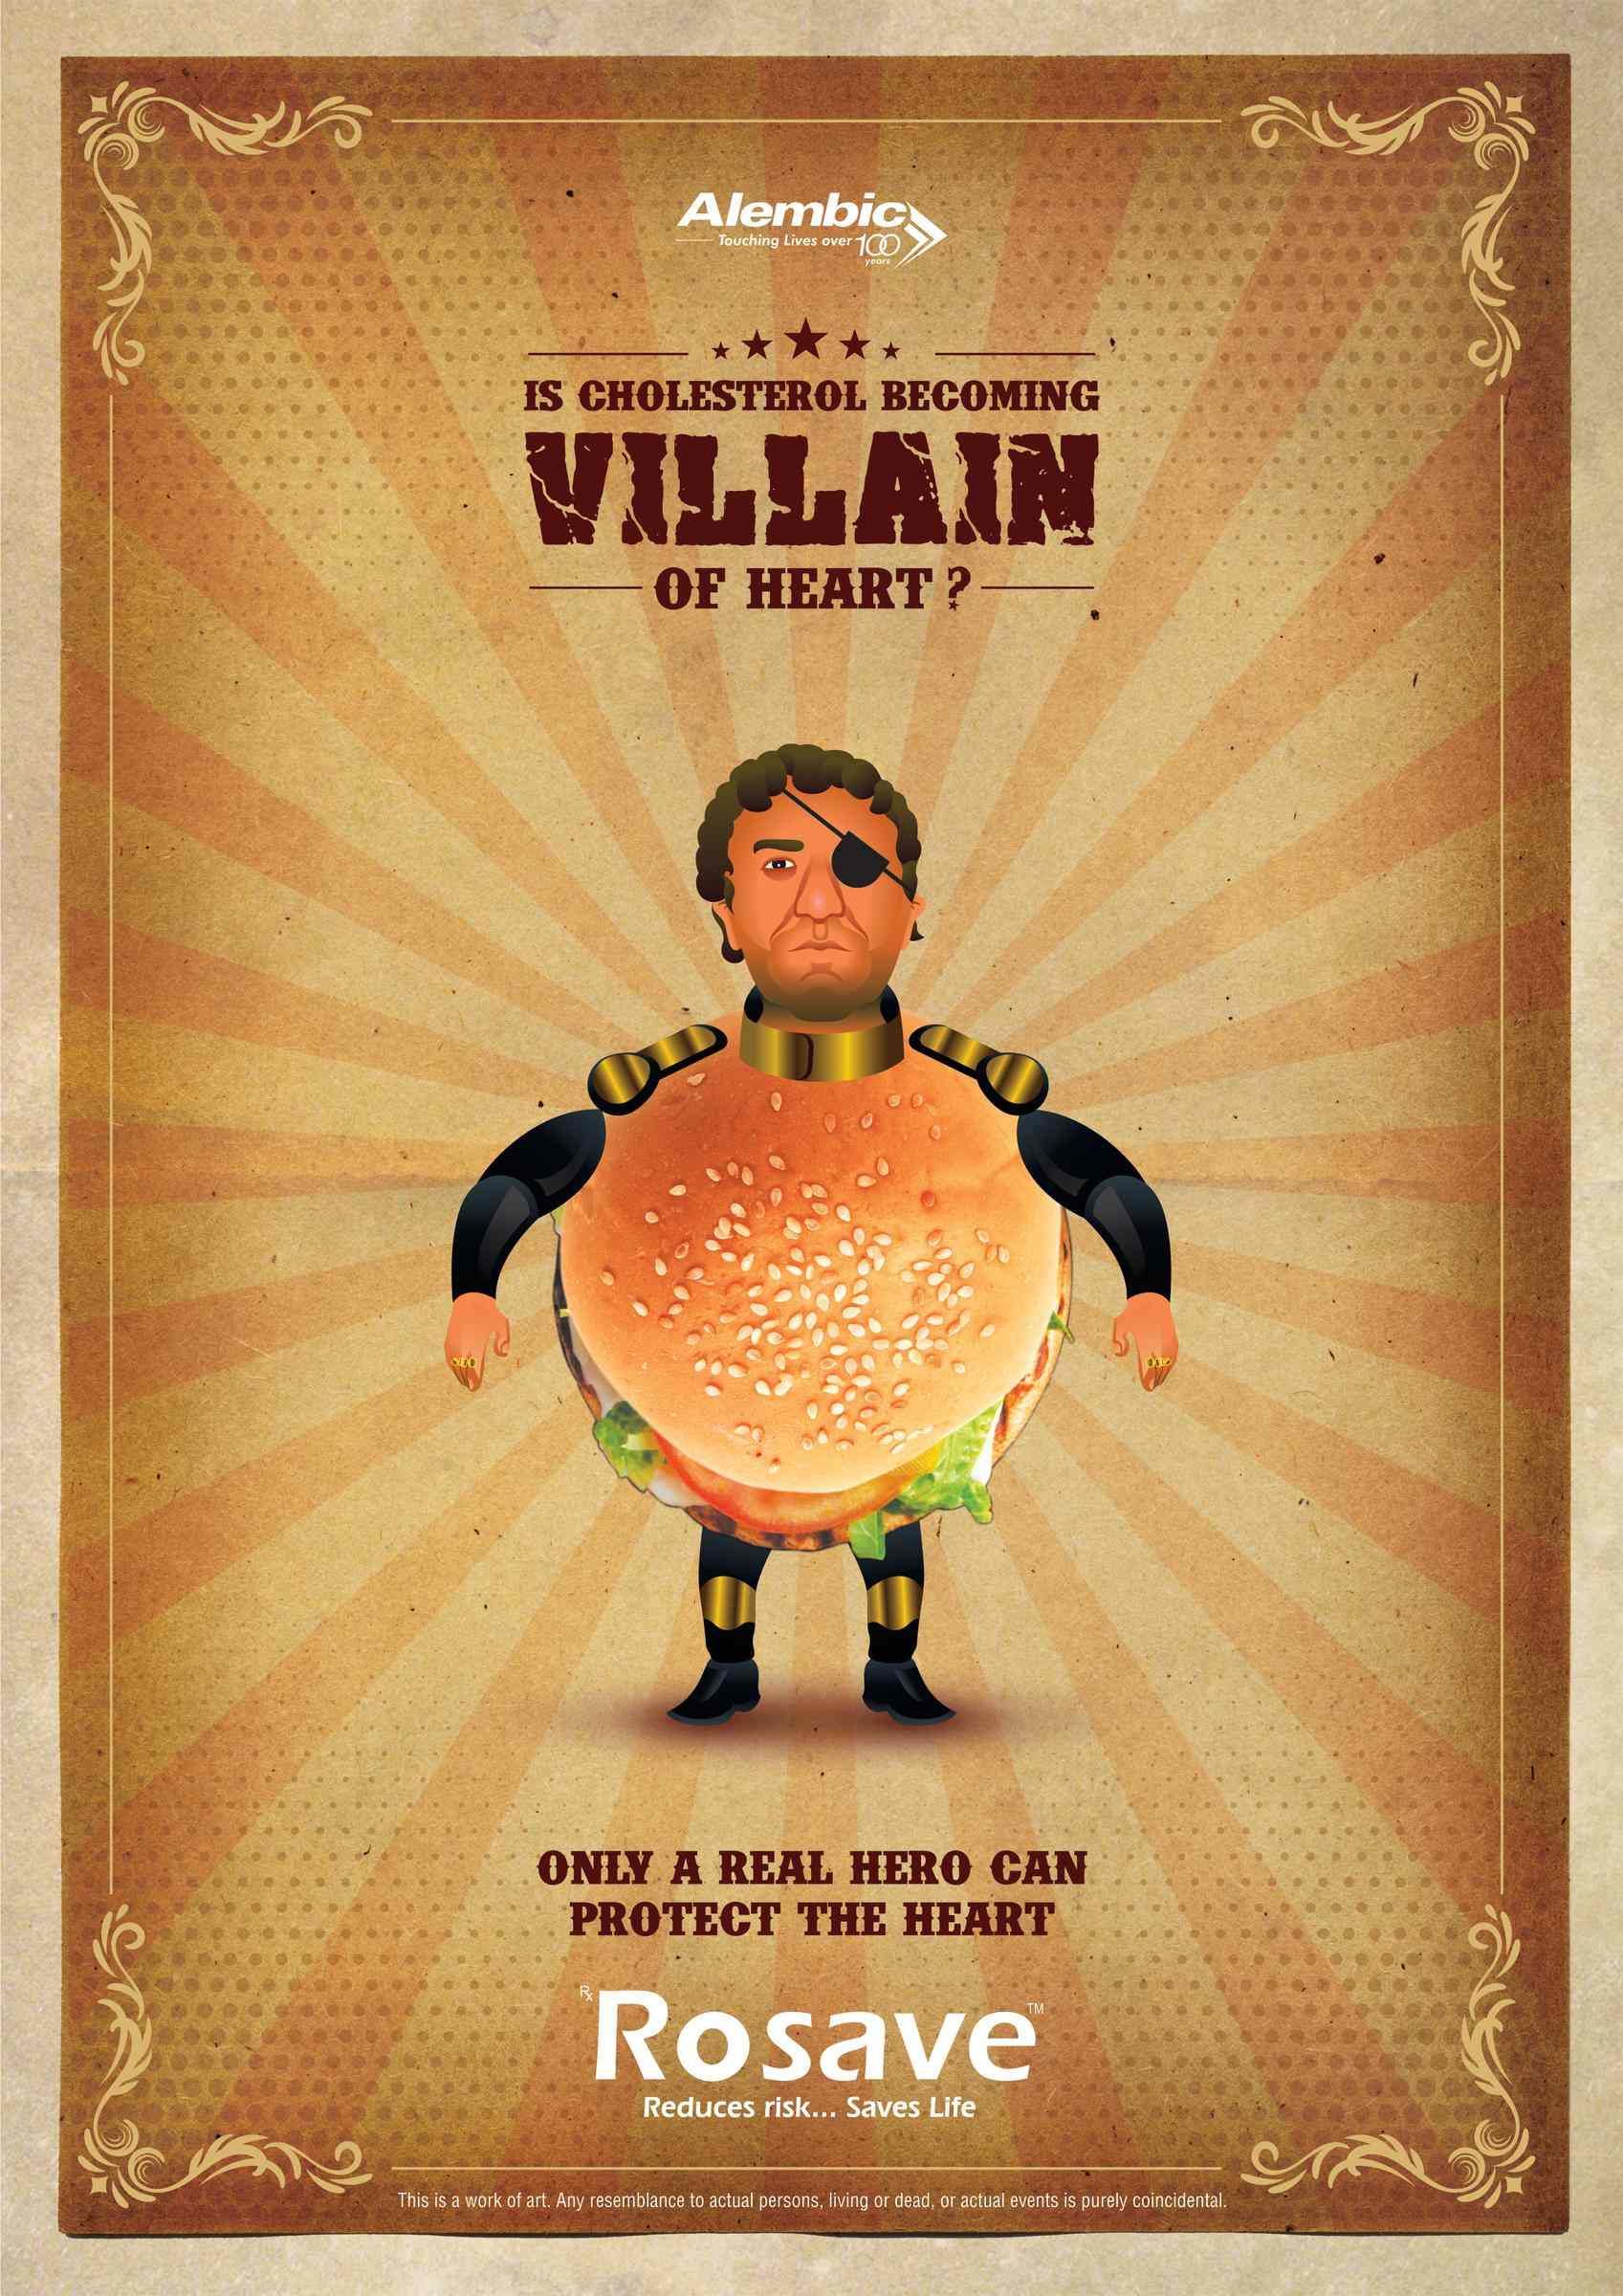 Alembic
Touching Lives over 100
years
IS CHOLESTEROL BECOMING
VILLAIN
OF HEART ?
ONLY A REAL HERO CAN
PROTECT THE HEART
Rx Rosave™
Reduces risk... Saves Life
This is a work of art. Any resemblance to actual persons, living or dead, or actual events is purely coincidental.